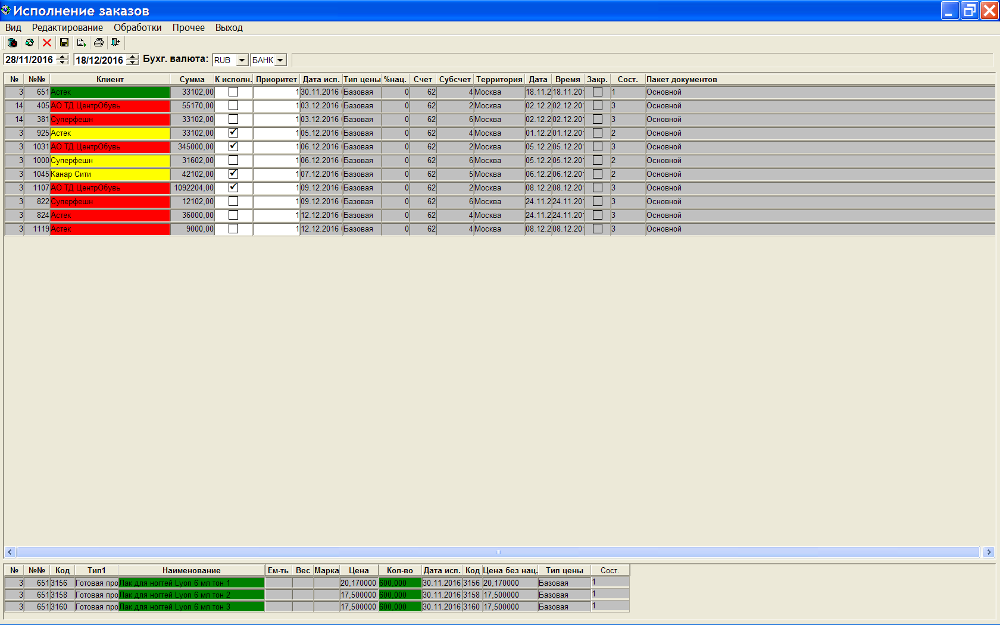 Исполнение заказов
Вид Редактирование Обработки Прочее Выход
28/11/2016 18/12/2016 Бухг. валюта: RUB БАНК
№ №№ Клиент Сумма К исполн. Приоритет Дата исп. Тип цены %нац. Счет Субсчет Территория Дата Время Закр. Сост. Пакет документов
3 651 Астек 33102,00 1 30.11.2016 Базовая 0 62 4 Москва 18.11.2 18.11.20 1 Основной
14 405 АО ТД ЦентрОбувь 55170,00 1 03.12.2016 Базовая 0 62 2 Москва 02.12.2 02.12.20 3 Основной
14 381 Суперфешн 33102,00 1 03.12.2016 Базовая 0 62 6 Москва 02.12.2 02.12.20 3 Основной
3 925 Астек 33102,00 1 05.12.2016 Базовая 0 62 4 Москва 01.12.2 01.12.20 2 Основной
3 1031 АО ТД ЦентрОбувь 345000,00 1 06.12.2016 Базовая 0 62 2 Москва 05.12.2 05.12.20 3 Основной
3 1000 Суперфешн 31602,00 1 06.12.2016 Базовая 0 62 6 Москва 05.12.2 05.12.20 2 Основной
3 1045 Канар Сити 42102,00 1 07.12.2016 Базовая 0 62 5 Москва 06.12.2 06.12.20 2 Основной
3 1107 АО ТД ЦентрОбувь 1092204,00 1 09.12.2016 Базовая 0 62 2 Москва 08.12.2 08.12.20 3 Основной
3 822 Суперфешн 12102,00 1 09.12.2016 Базовая 0 62 6 Москва 24.11.2 24.11.20 3 Основной
3 824 Астек 36000,00 1 12.12.2016 Базовая 0 62 4 Москва 24.11.2 24.11.20 3 Основной
3 1119 Астек 9000,00 1 12.12.2016 Базовая 0 62 4 Москва 08.12.2 08.12.20 3 Основной
№ №№ Код Тип1 Наименование Ем-ть Вес Марка Цена Кол-во Дата исп. Код Цена без нац. Тип цены Сост.
3 651 3156 Готовая про Лак для ногтей Lyon 6 мл тон 1 20,170000 600,000 30.11.2016 3156 20,170000 Базовая 1
3 651 3158 Готовая про Лак для ногтей Lyon 6 мл тон 2 17,500000 600,000 30.11.2016 3158 17,500000 Базовая 1
3 651 3160 Готовая про Лак для ногтей Lyon 6 мл тон 3 17,500000 600,000 30.11.2016 3160 17,500000 Базовая 1